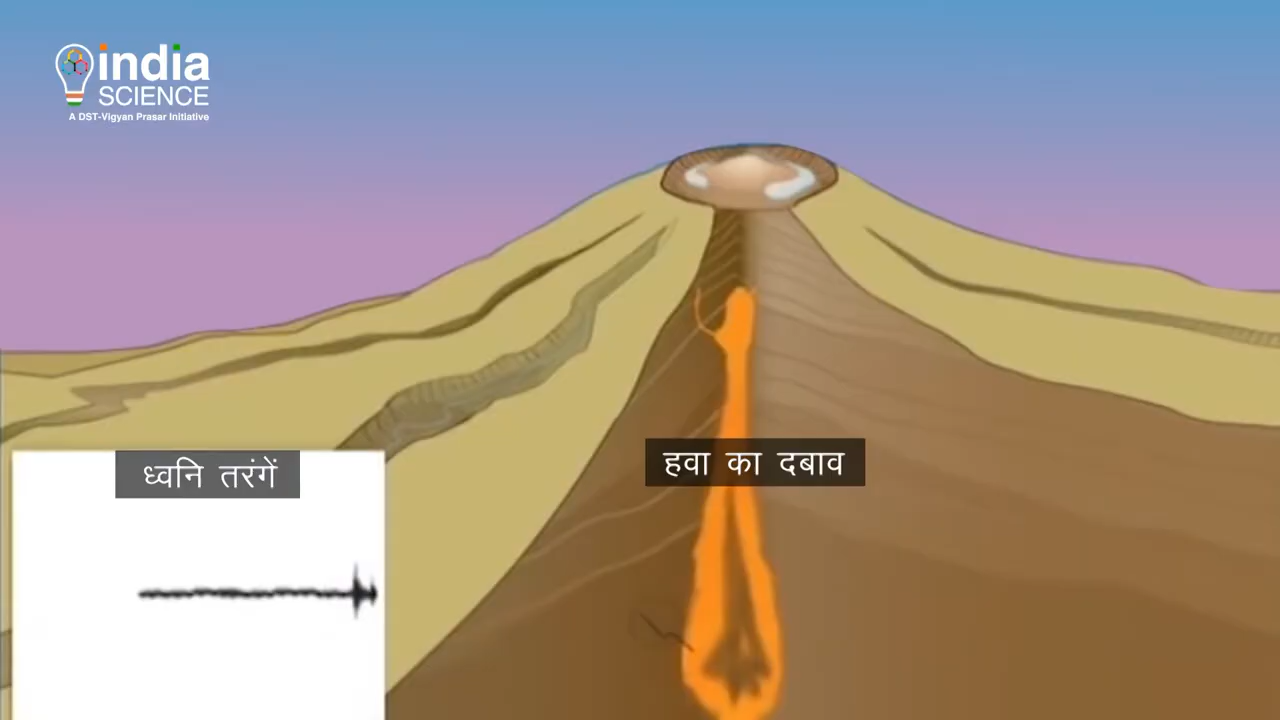 india
SCIENCE
A DST-Vigyan Prasar Initiative
हवा का दबाव
ध्वनि तरंगें